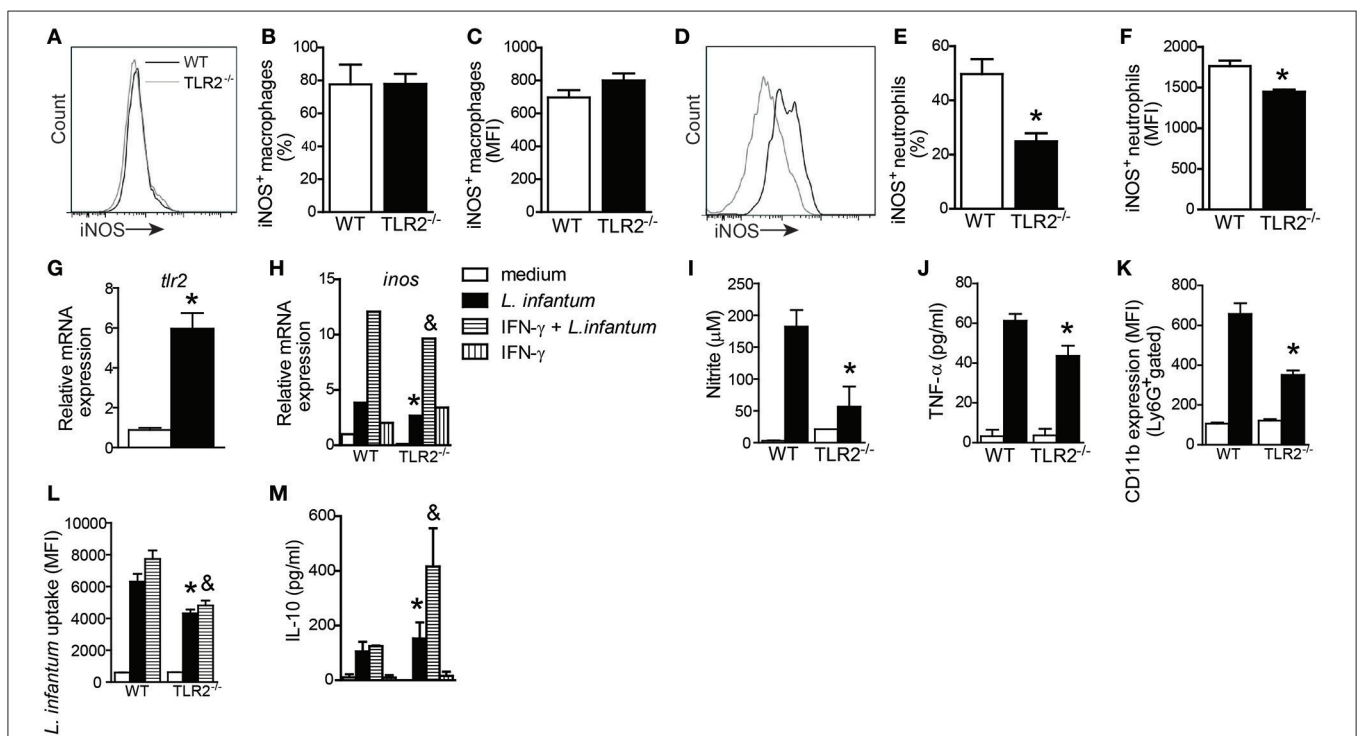 A
Count
WT
TLR2-/-
iNOS
B
iNOS+ macrophages
(%)
100
80
60
40
20
0
WT TLR2-/-
C
iNOS+ macrophages
(MFI)
1000
800
600
400
200
0
WT TLR2-/-
D
Count
iNOS
E
iNOS+ neutrophils
(%)
60
40
20
0
WT TLR2-/-
F
iNOS+ neutrophils
(MFI)
2000
1500
1000
500
0
*
WT TLR2-/-
G
tlr2
Relative mRNA
expression
8
6
4
2
0
*
H
inos
Relative mRNA
expression
15
10
5
0
*
&
WT TLR2-/-
medium
L. infantum
IFN-γ + L.infantum
IFN-γ
I
Nitrite (μM)
250
200
150
100
50
0
*
WT TLR2-/-
J
TNF-α (pg/ml)
80
60
40
20
0
*
WT TLR2-/-
K
CD11b expression (MFI)
(Ly6G+gated)
800
600
400
200
0
*
WT TLR2-/-
L
L. infantum uptake (MFI)
10000
8000
6000
4000
2000
0
* &
WT TLR2-/-
M
IL-10 (pg/ml)
600
400
200
0
*
&